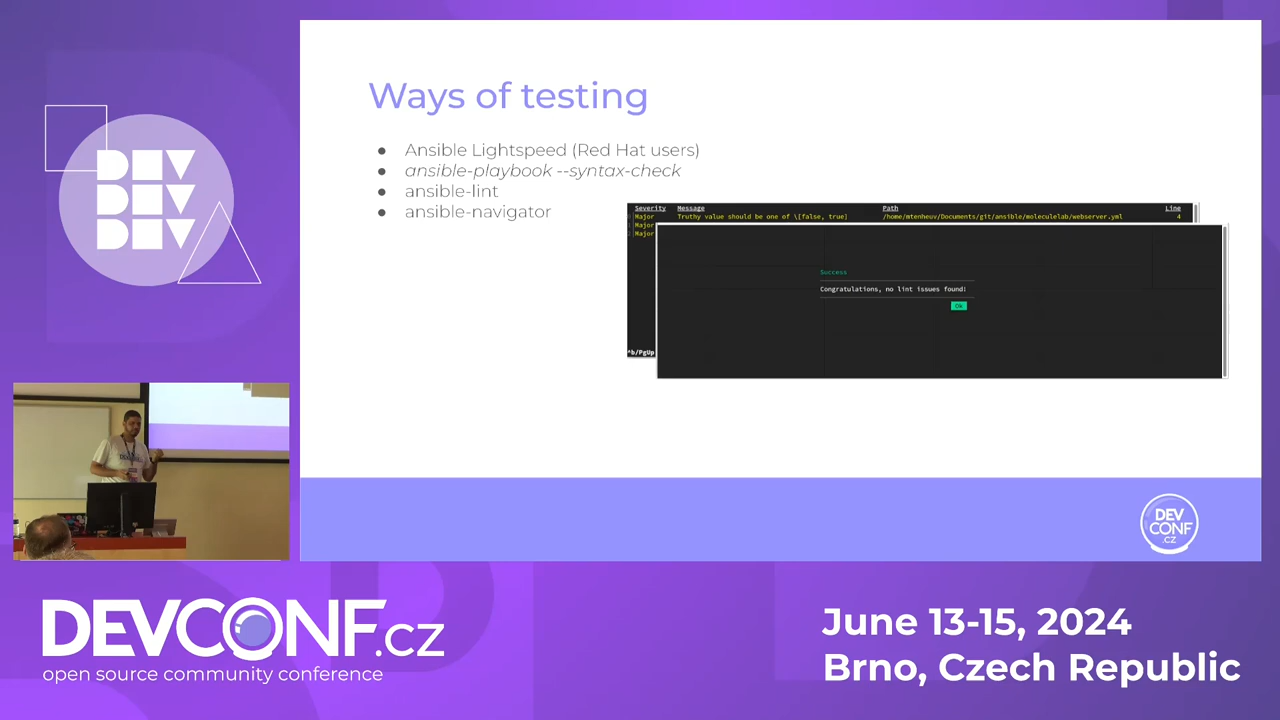 DEV
DEV
DEV
Ways of testing
Ansible Lightspeed (Red Hat users)
ansible-playbook --syntax-check
ansible-lint
ansible-navigator
Severity Message Path Line
0 Major Truthy value should be one of \[false, true] /home/mtenheuv/Documents/git/ansible/moleculelab/webserver.yml 4
1 Major
2 Major
^b/PgUp
Success
Congratulations, no lint issues found!
Ok
DEV
CONF
.CZ
DEVCONF.cz
open source community conference
June 13-15, 2024
Brno, Czech Republic